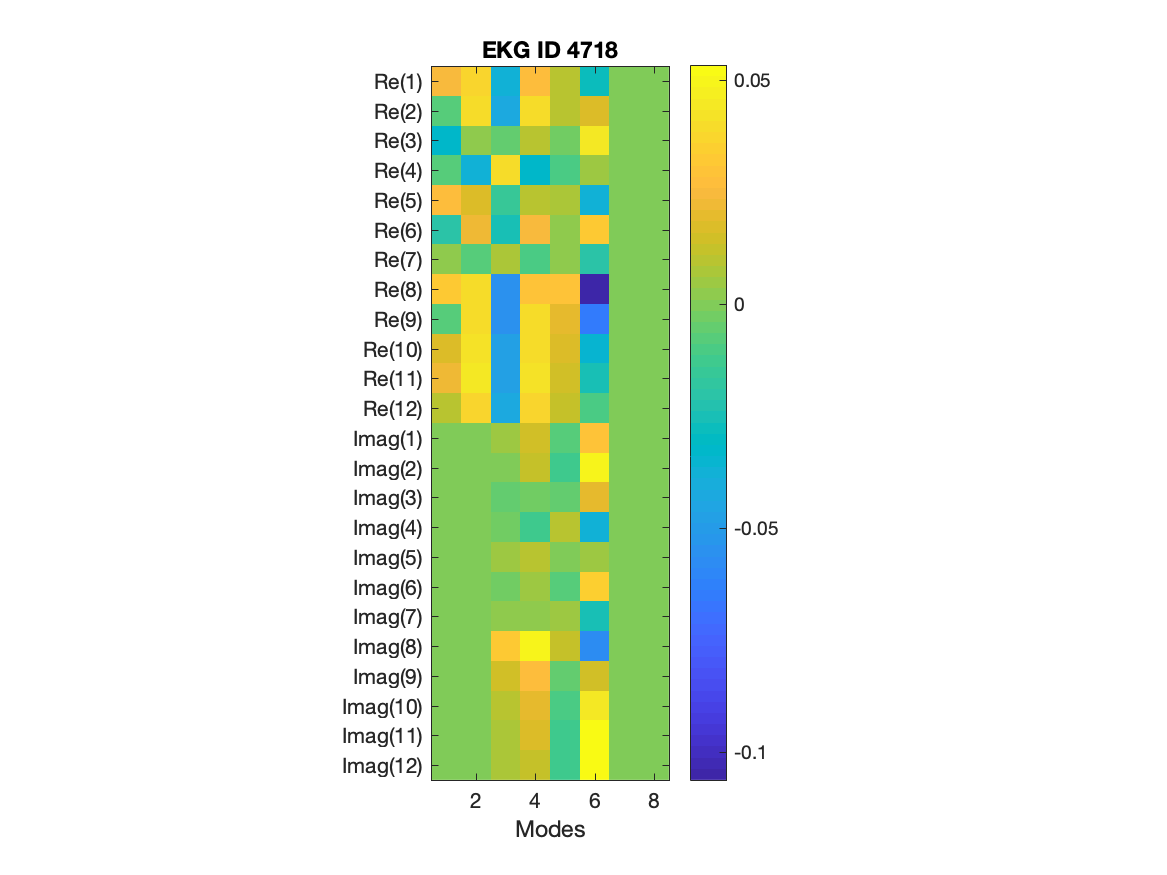 EKG ID 4718
Re(1)
Re(2)
Re(3)
Re(4)
Re(5)
Re(6)
Re(7)
Re(8)
Re(9)
Re(10)
Re(11)
Re(12)
Imag(1)
Imag(2)
Imag(3)
Imag(4)
Imag(5)
Imag(6)
Imag(7)
Imag(8)
Imag(9)
Imag(10)
Imag(11)
Imag(12)
2 4 6 8
Modes
0.05
0
-0.05
-0.1